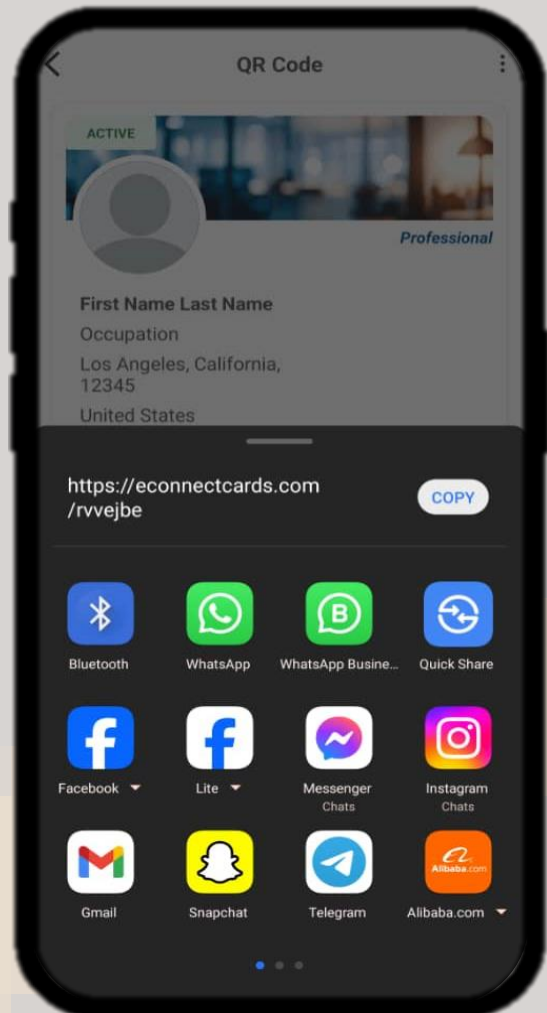 QR Code
ACTIVE
Professional
First Name Last Name
Occupation
Los Angeles, California,
12345
United States
https://econnectcards.com
/rvvejbe
COPY
Bluetooth
WhatsApp
WhatsApp Busine...
Quick Share
Facebook
Lite
Messenger
Chats
Instagram
Chats
Alibaba.com
Gmail
Snapchat
Telegram
Alibaba.com